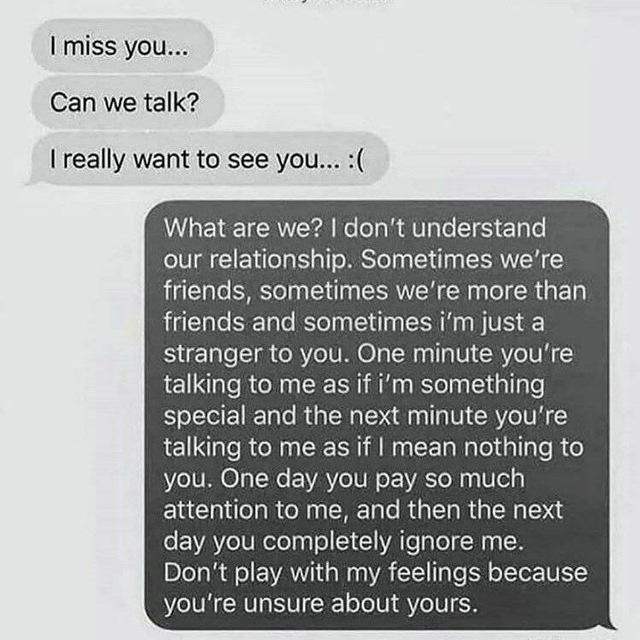 I miss you...
Can we talk?
I really want to see you... :(
What are we? I don't understand
our relationship. Sometimes we're
friends, sometimes we're more than
friends and sometimes i'm just a
stranger to you. One minute you're
talking to me as if i'm something
special and the next minute you're
talking to me as if I mean nothing to
you. One day you pay so much
attention to me, and then the next
day you completely ignore me.
Don't play with my feelings because
you're unsure about yours.